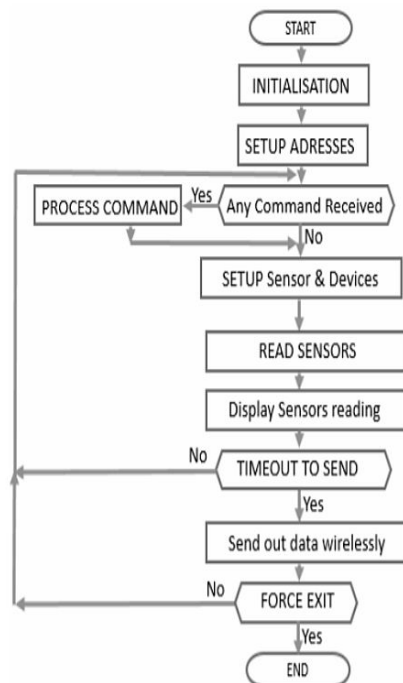 START
INITIALISATION
SETUP ADRESSES
PROCESS COMMAND
Yes
Any Command Received
No
SETUP Sensor & Devices
READ SENSORS
Display Sensors reading
No
TIMEOUT TO SEND
Yes
Send out data wirelessly
No
FORCE EXIT
Yes
END